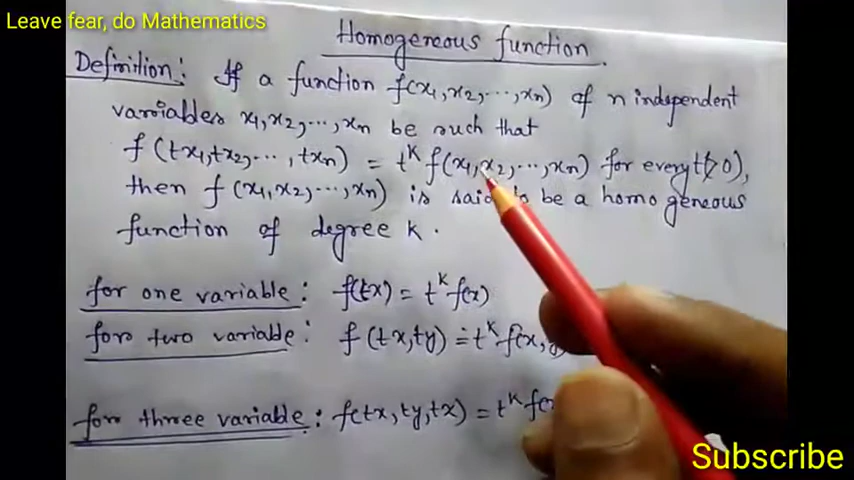 Leave fear, do Mathematics
Homogeneous function
Definition: If a function f(x₁,x₂,...,xₙ) of n independent
variables x₁,x₂,...,xₙ be such that
f(tx₁,tx₂,...,txₙ) = t^K f(x₁,x₂,...,xₙ) for every t(>0),
then f(x₁,x₂,...,xₙ) is said be a homogeneous
function of degree K.
for one variable: f(tx) = t^K f(x)
for two variable: f(tx,ty) = t^K f(x,
for three variable: f(tx,ty,tx) = t^K f(
Subscribe